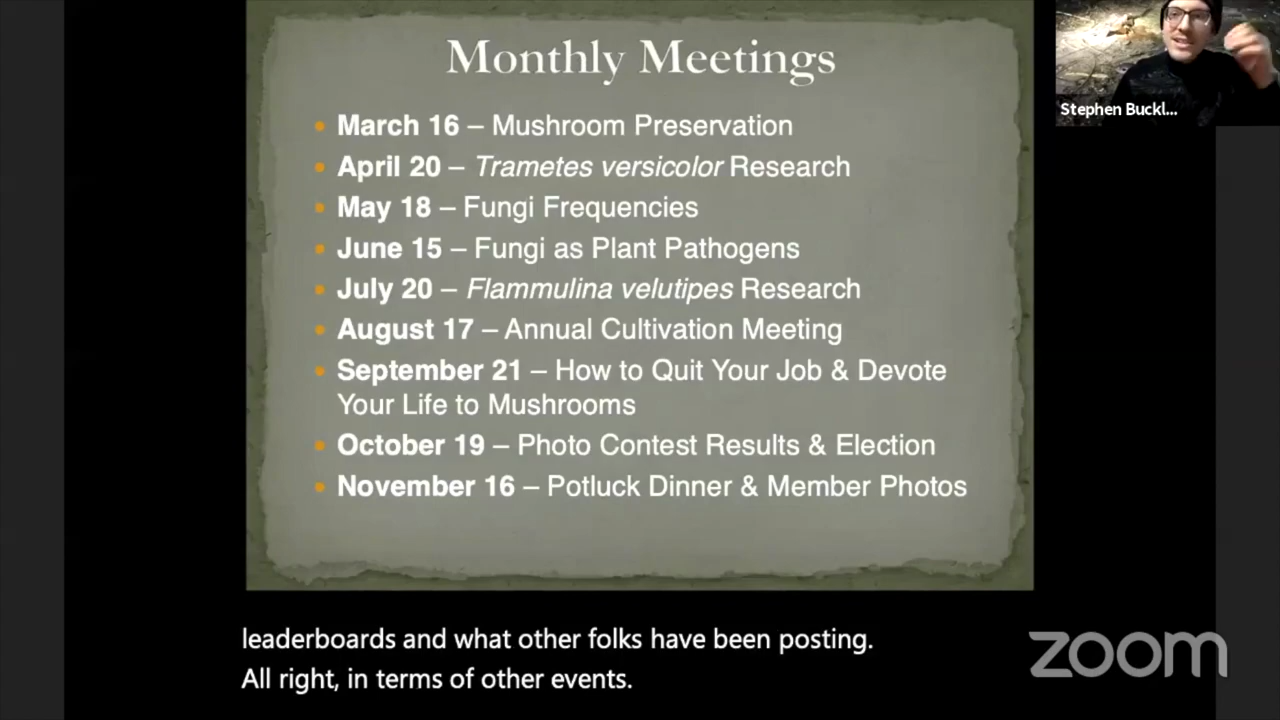 Monthly Meetings
March 16 – Mushroom Preservation
April 20 – Trametes versicolor Research
May 18 – Fungi Frequencies
June 15 – Fungi as Plant Pathogens
July 20 – Flammulina velutipes Research
August 17 – Annual Cultivation Meeting
September 21 – How to Quit Your Job & Devote
Your Life to Mushrooms
October 19 – Photo Contest Results & Election
November 16 – Potluck Dinner & Member Photos
Stephen Buckl...
leaderboards and what other folks have been posting.
All right, in terms of other events.
zoom